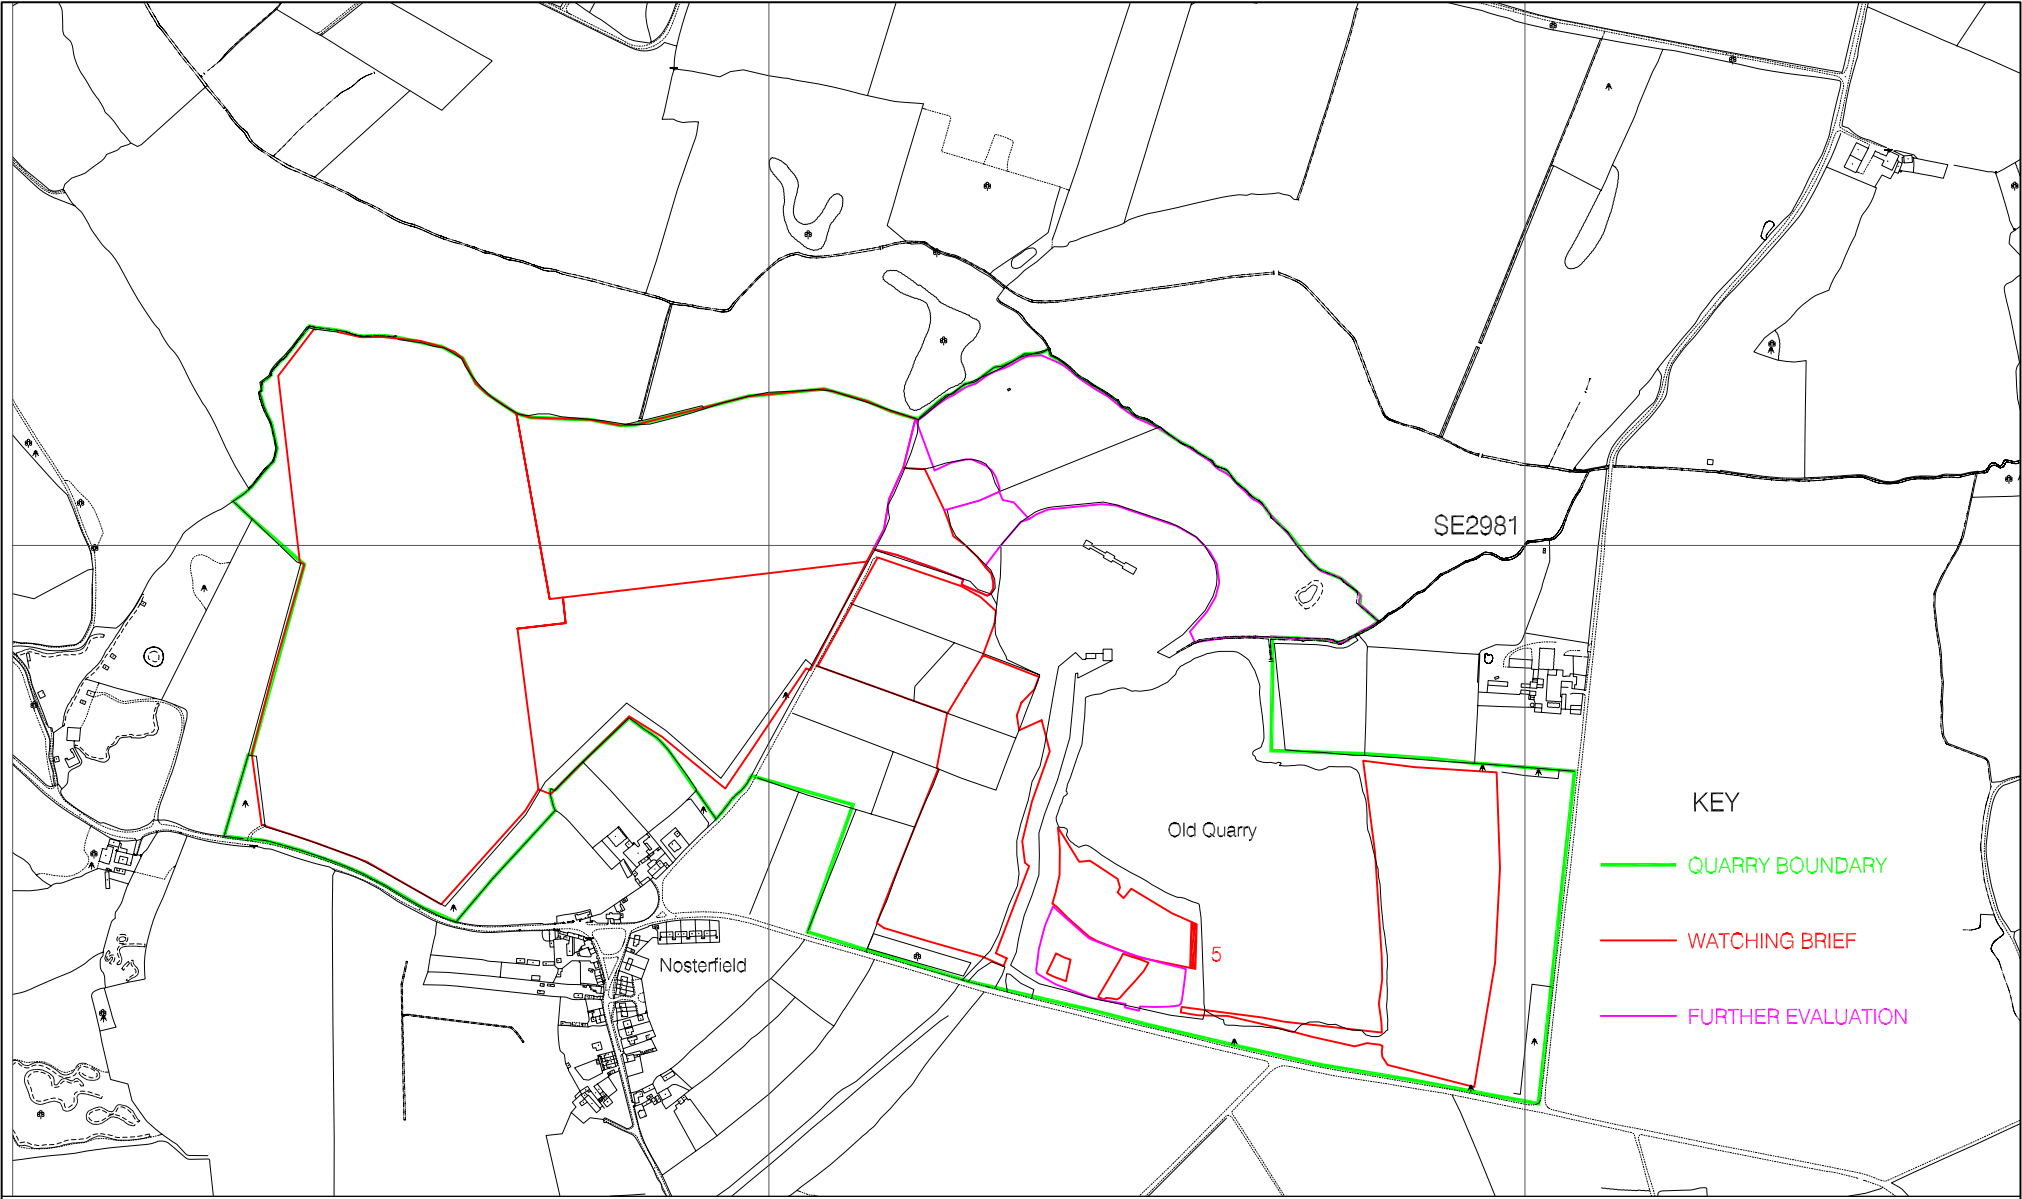 SE2981
KEY
Old Quarry
QUARRY BOUNDARY
WATCHING BRIEF
5
Nosterfield
FURTHER EVALUATION